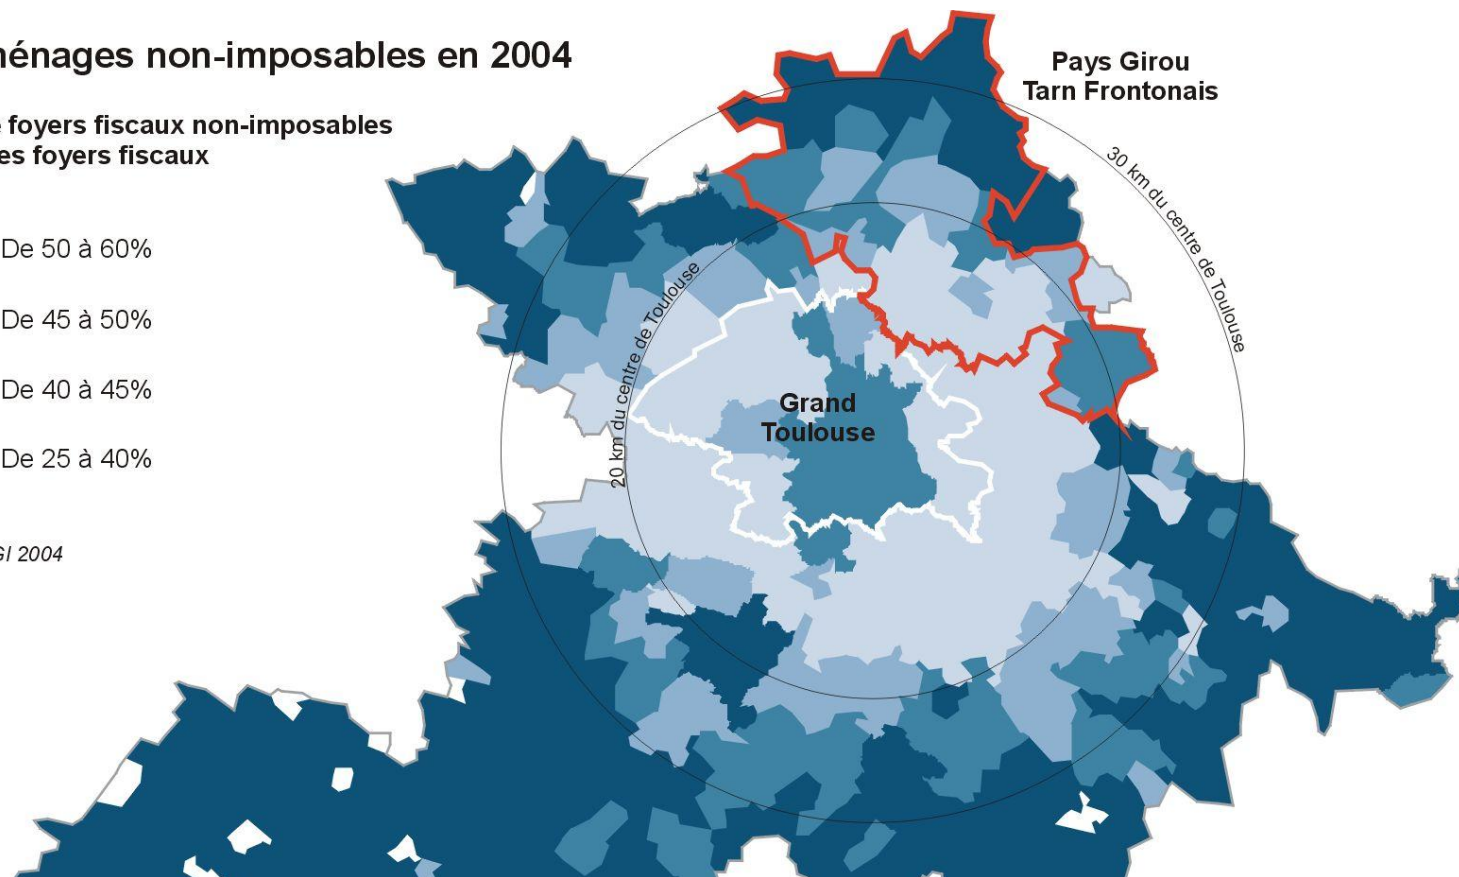 ménages non-imposables en 2004
foyers fiscaux non-imposables
es foyers fiscaux
De 50 à 60%
De 45 à 50%
De 40 à 45%
De 25 à 40%
GI 2004
Pays Girou
Tarn Frontonais
30 km du centre de Toulouse
20 km du centre de Toulouse
Grand
Toulouse